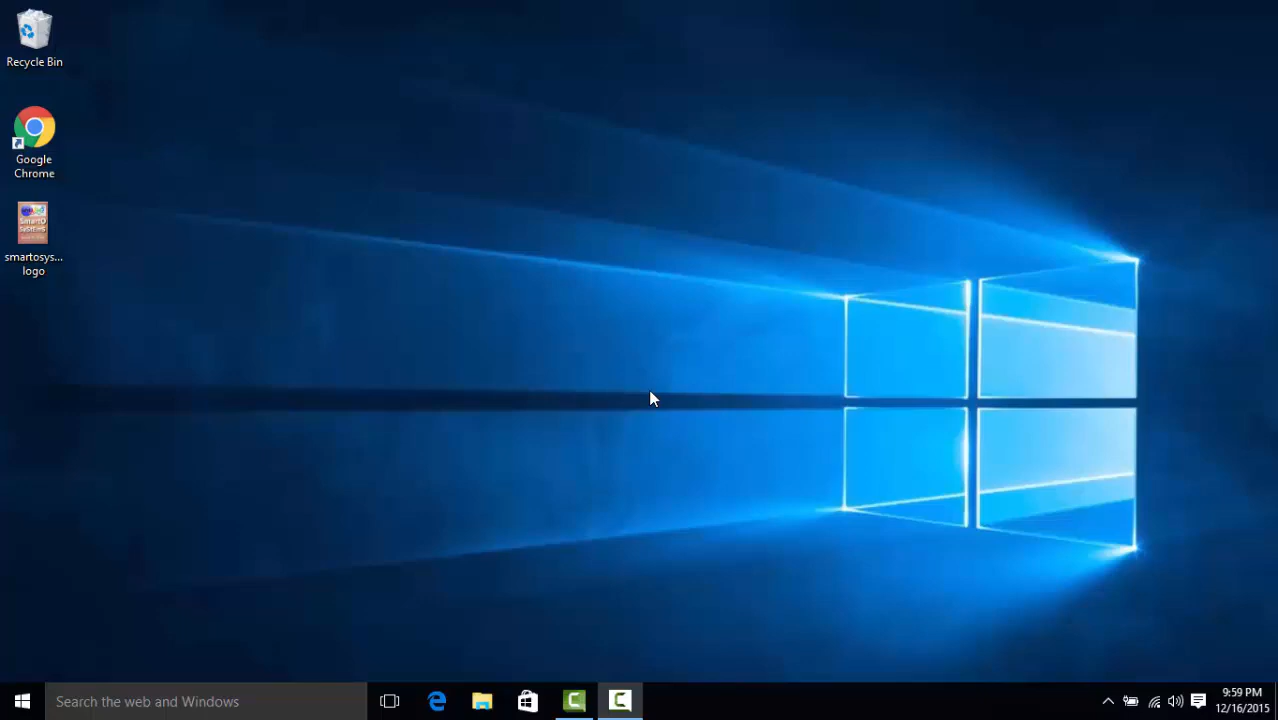 Recycle Bin
Google
Chrome
smartosys...
logo
Search the web and Windows
9:59 PM
12/16/2015